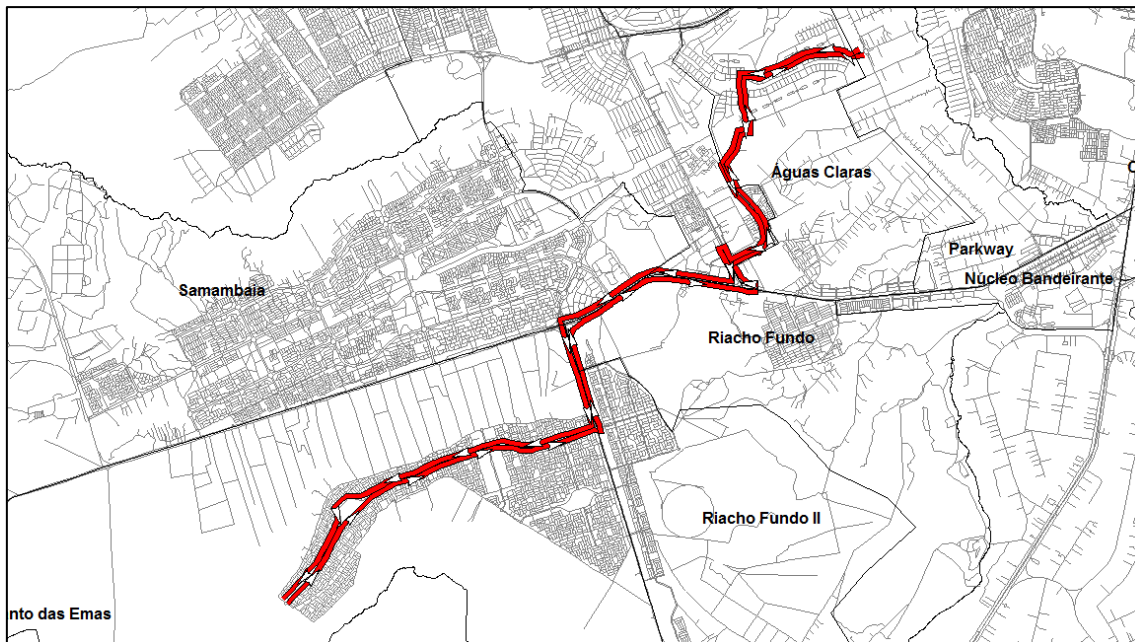 Águas Claras
Parkway
Samambaia
Núcleo Bandeirante
Riacho Fundo
Riacho Fundo II
nto das Emas